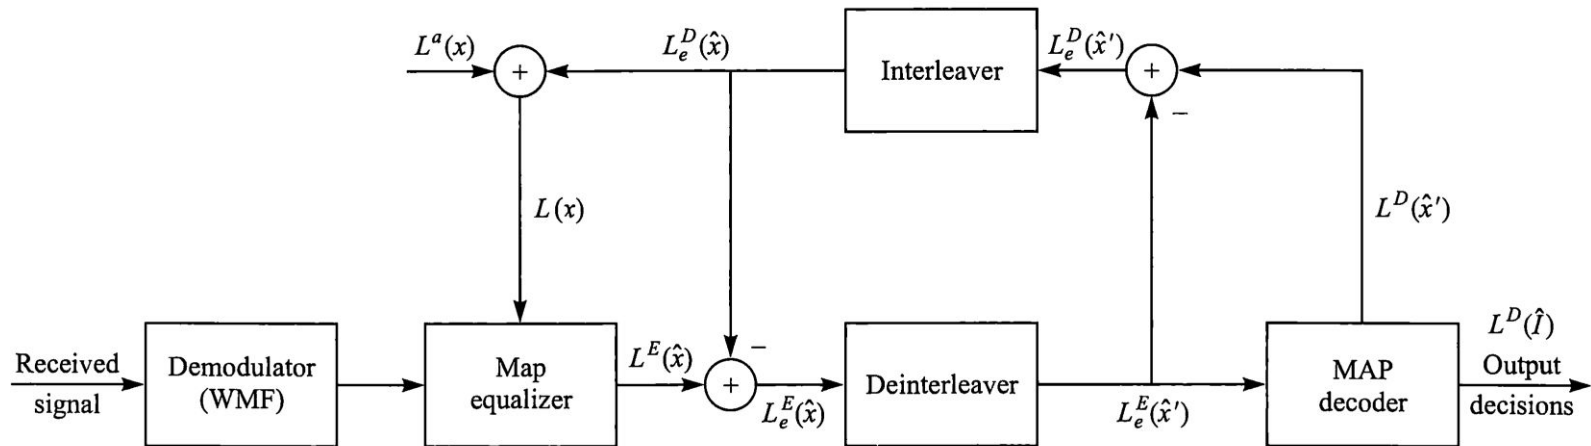 L^a(x)
+
L_e^D(x̂)
Interleaver
L_e^D(x̂′)
+
−
L(x)
L^D(x̂′)
Received
signal
Demodulator
(WMF)
Map
equalizer
L^E(x̂)
−
+
L_e^E(x̂)
Deinterleaver
L_e^E(x̂′)
MAP
decoder
L^D(Î)
Output
decisions